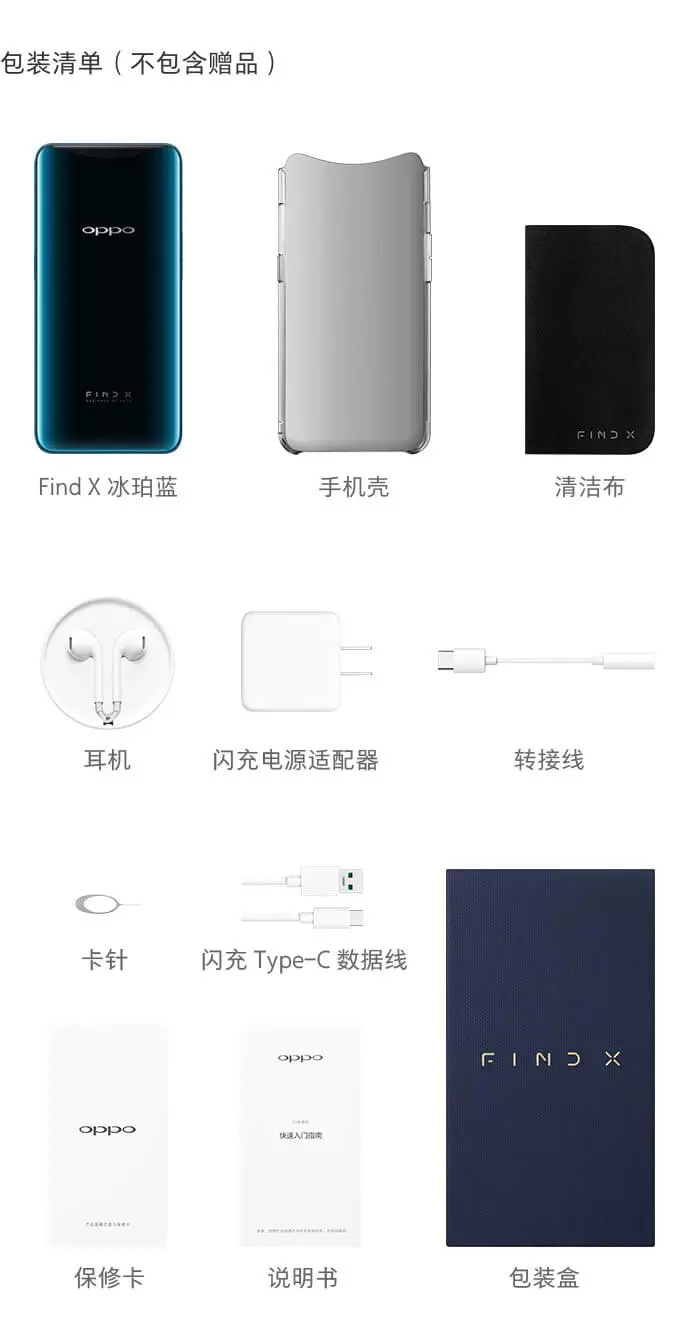 包装清单（不包含赠品）
oppo
FIND X
FIND X
Find X 冰珀蓝
手机壳
清洁布
耳机
闪充电源适配器
转接线
卡针
闪充 Type-C 数据线
FIND X
oppo
oppo
快速入门指南
保修卡
说明书
包装盒